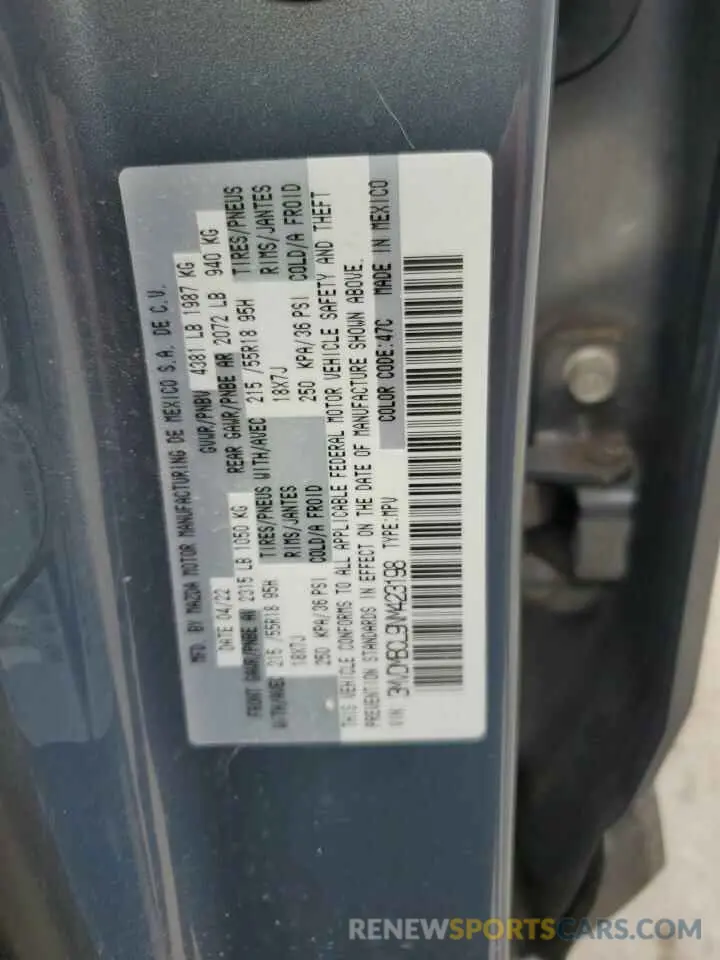 MFD. BY MAZDA MOTOR MANUFACTURING DE MEXICO S.A. DE C.V.
DATE 04/22 GVWR/PNBV 4381 LB 1987 KG
FRONT GAWR/PNBE AV 2315 LB 1050 KG REAR GAWR/PNBE AR 2072 LB 940 KG
WITH/AVEC 215 /55R18 95H TIRES/PNEUS WITH/AVEC 215 /55R18 95H TIRES/PNEUS
18X7J RIMS/JANTES 18X7J RIMS/JANTES
250 KPA/36 PSI COLD/A FROID 250 KPA/36 PSI COLD/A FROID
THIS VEHICLE CONFORMS TO ALL APPLICABLE FEDERAL MOTOR VEHICLE SAFETY AND THEFT
PREVENTION STANDARDS IN EFFECT ON THE DATE OF MANUFACTURE SHOWN ABOVE.
VIN 3MVDMBCL9NM423198 TYPE:MPV COLOR CODE:47C MADE IN MEXICO
RENEWSPORTSCARS.COM